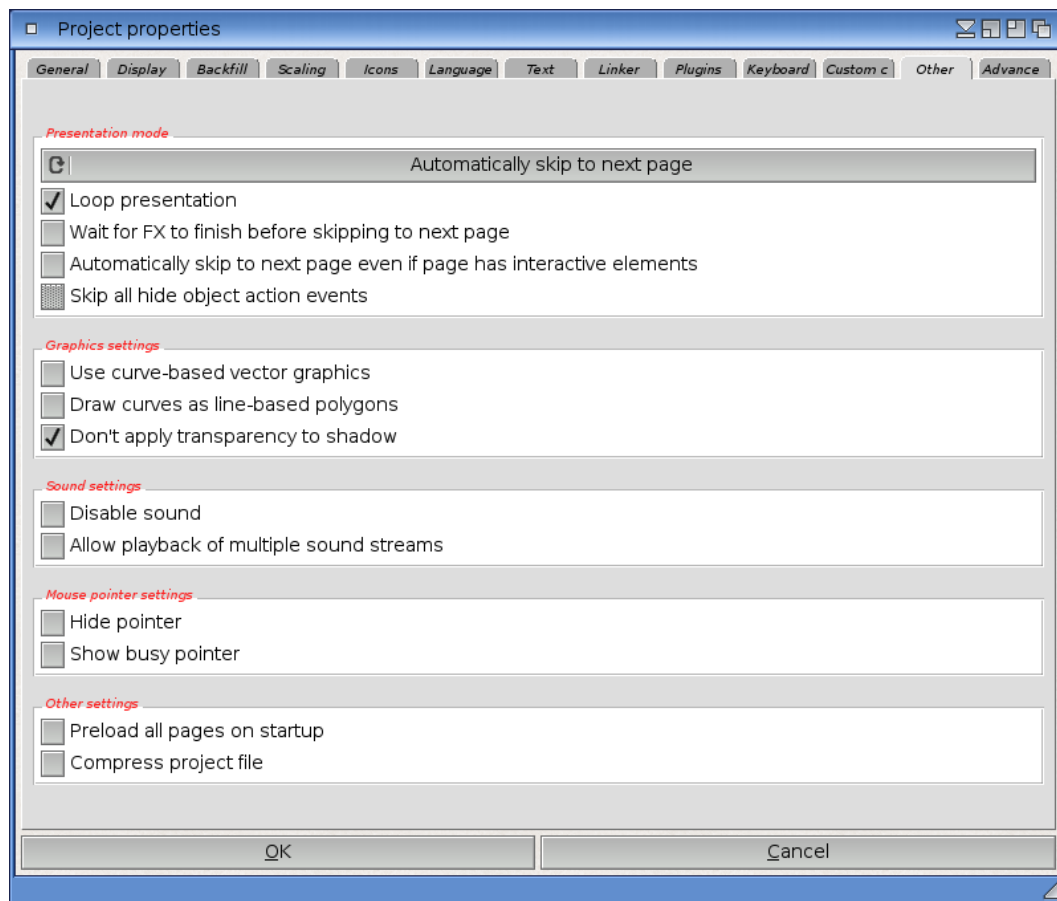 Project properties
General Display Backfill Scaling Icons Language Text Linker Plugins Keyboard Custom c Other Advance
Presentation mode
Automatically skip to next page
Loop presentation
Wait for FX to finish before skipping to next page
Automatically skip to next page even if page has interactive elements
Skip all hide object action events
Graphics settings
Use curve-based vector graphics
Draw curves as line-based polygons
Don't apply transparency to shadow
Sound settings
Disable sound
Allow playback of multiple sound streams
Mouse pointer settings
Hide pointer
Show busy pointer
Other settings
Preload all pages on startup
Compress project file
OK Cancel